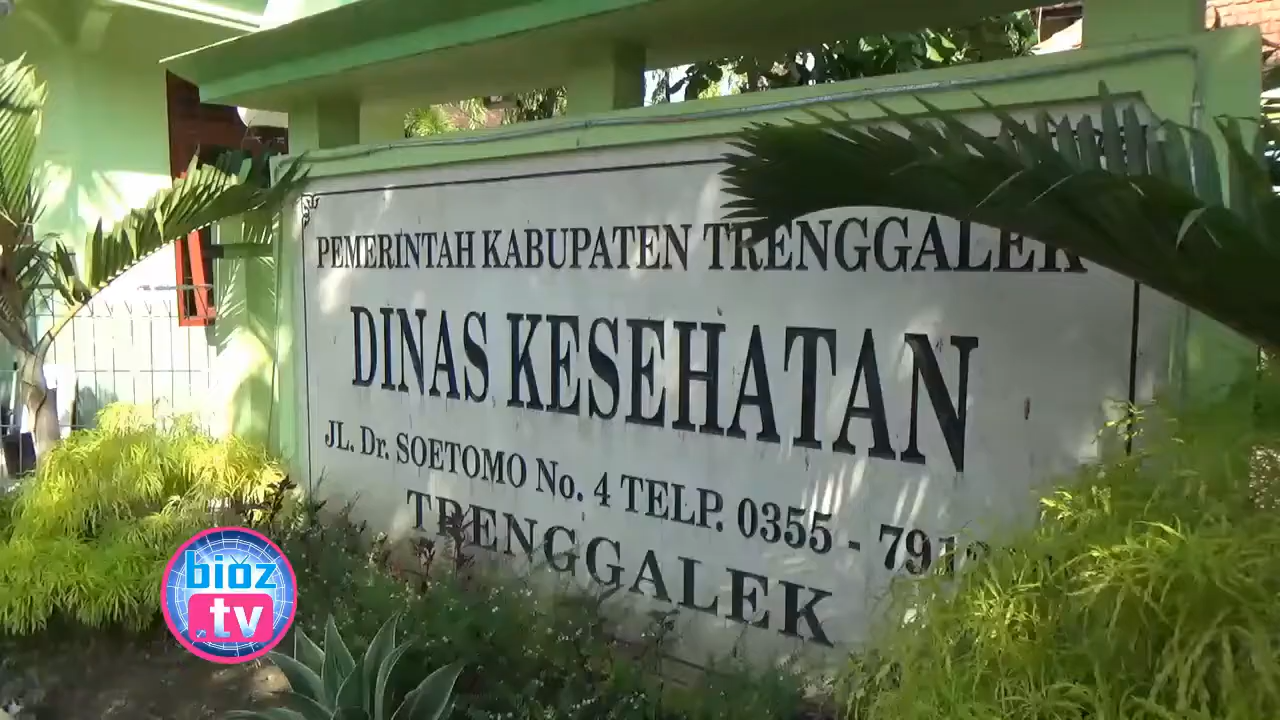 PEMERINTAH KABUPATEN TRENGGALEK
DINAS KESEHATAN
JL. Dr. SOETOMO No. 4 TELP. 0355 -
TRENGGALEK
bioz
.tv